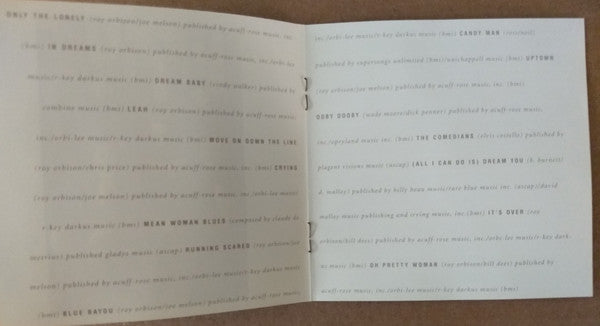 ONLY THE LONELY (roy orbison/joe melson) published by acuff-rose music, inc.
(bmi) IN DREAMS (roy orbison) published by acuff-rose music, inc./orbi-lee
music/r-key darkus music (bmi) DREAM BABY (cindy walker) published by
combine music (bmi) LEAH (roy orbison) published by acuff-rose music,
inc./orbi-lee music/r-key darkus music (bmi) MOVE ON DOWN THE LINE
(roy orbison/chris price) published by acuff-rose music, inc. (bmi) CRYING
(roy orbison/joe melson) published by acuff-rose music, inc./orbi-lee music/
r-key darkus music (bmi) MEAN WOMAN BLUES (composed by claude de
metrius) published gladys music (ascap) RUNNING SCARED (roy orbison/joe
melson) published by acuff-rose music, inc./orbi-lee music/r-key darkus music
(bmi) BLUE BAYOU (roy orbison/joe melson) published by acuff-rose music,
inc./orbi-lee music/r-key darkus music (bmi) CANDY MAN (ross/neil)
published by supersongs unlimited (bmi)/unichappell music (bmi) UPTOWN
(roy orbison/joe melson) published by acuff-rose music, inc. (bmi)
OOBY DOOBY (wade moore/dick penner) published by acuff-rose music,
inc./opryland music inc. (bmi) THE COMEDIANS (elvis costello) published by
plagent visions music (ascap) (ALL I CAN DO IS) DREAM YOU (b. burnett/
d. malloy) published by billy beau music/rare blue music inc. (ascap)/david
malloy music publishing and irving music, inc. (bmi) IT'S OVER (roy
orbison/bill dees) published by acuff-rose music, inc./orbi-lee music/r-key dark-
us music (bmi) OH PRETTY WOMAN (roy orbison/bill dees) published by
acuff-rose music, inc./orbi-lee music/r-key darkus music (bmi)